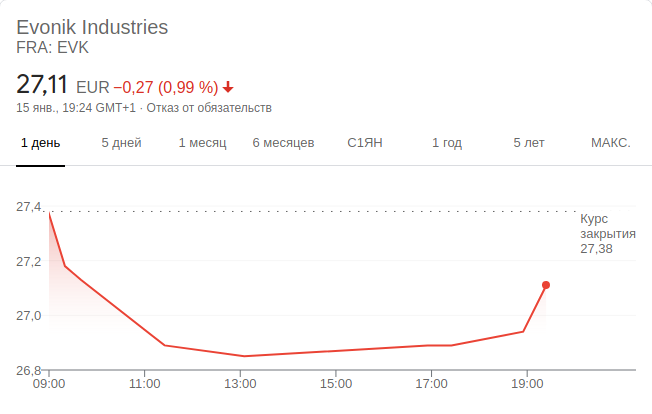 Evonik Industries
FRA: EVK
27,11 EUR −0,27 (0,99 %)
15 янв., 19:24 GMT+1 · Отказ от обязательств
1 день 5 дней 1 месяц 6 месяцев С1ЯН 1 год 5 лет МАКС.
27,4
Курс
закрытия
27,38
27,2
27,0
26,8
09:00 11:00 13:00 15:00 17:00 19:00